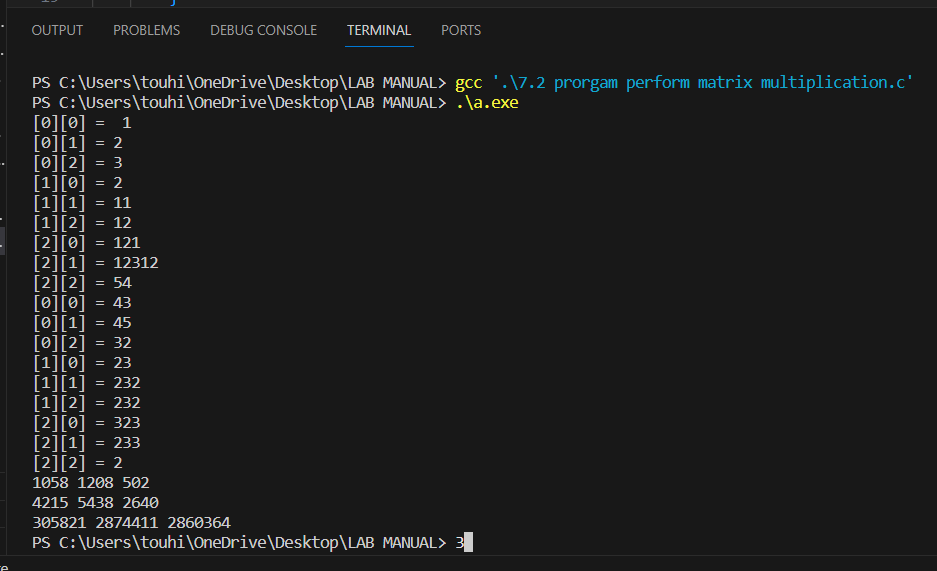 OUTPUT PROBLEMS DEBUG CONSOLE TERMINAL PORTS
PS C:\Users\touhi\OneDrive\Desktop\LAB MANUAL> gcc '.\7.2 prorgam perform matrix multiplication.c'
PS C:\Users\touhi\OneDrive\Desktop\LAB MANUAL> .\a.exe
[0][0] =  1
[0][1] = 2
[0][2] = 3
[1][0] = 2
[1][1] = 11
[1][2] = 12
[2][0] = 121
[2][1] = 12312
[2][2] = 54
[0][0] = 43
[0][1] = 45
[0][2] = 32
[1][0] = 23
[1][1] = 232
[1][2] = 232
[2][0] = 323
[2][1] = 233
[2][2] = 2
1058 1208 502
4215 5438 2640
305821 2874411 2860364
PS C:\Users\touhi\OneDrive\Desktop\LAB MANUAL> 3